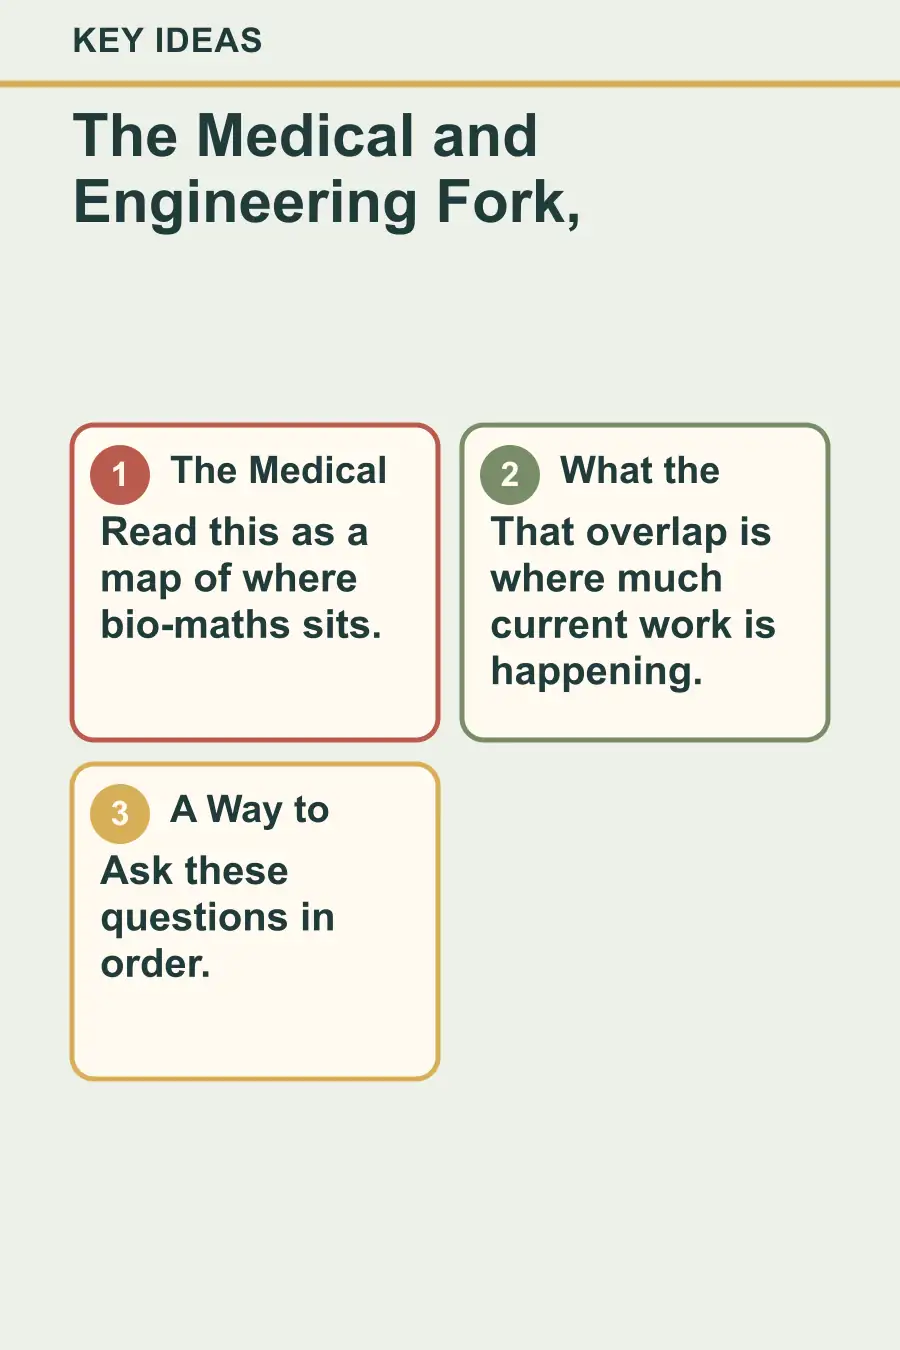 KEY IDEAS
The Medical and
Engineering Fork,
1 The Medical
Read this as a
map of where
bio-maths sits.
2 What the
That overlap is
where much
current work is
happening.
3 A Way to
Ask these
questions in
order.